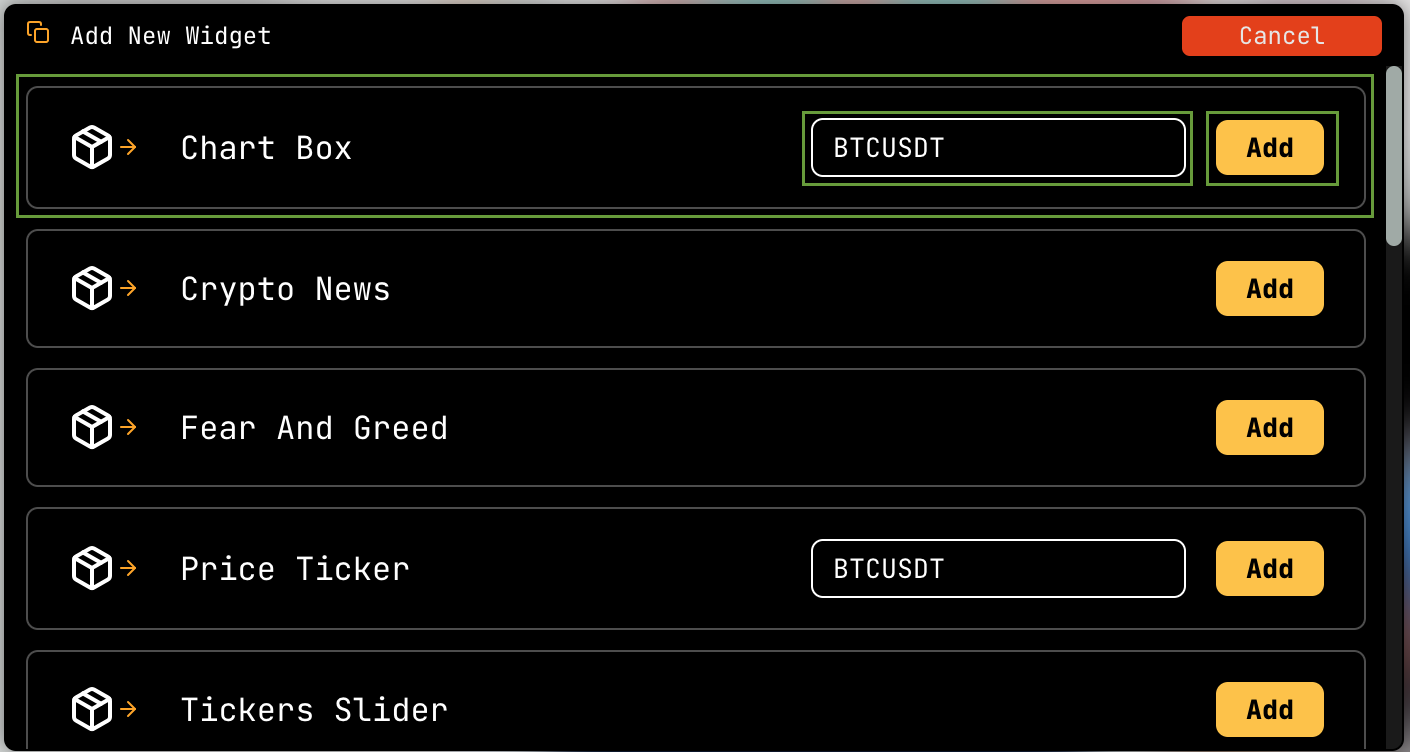 Add New Widget Cancel
Chart Box BTCUSDT Add
Crypto News Add
Fear And Greed Add
Price Ticker BTCUSDT Add
Tickers Slider Add